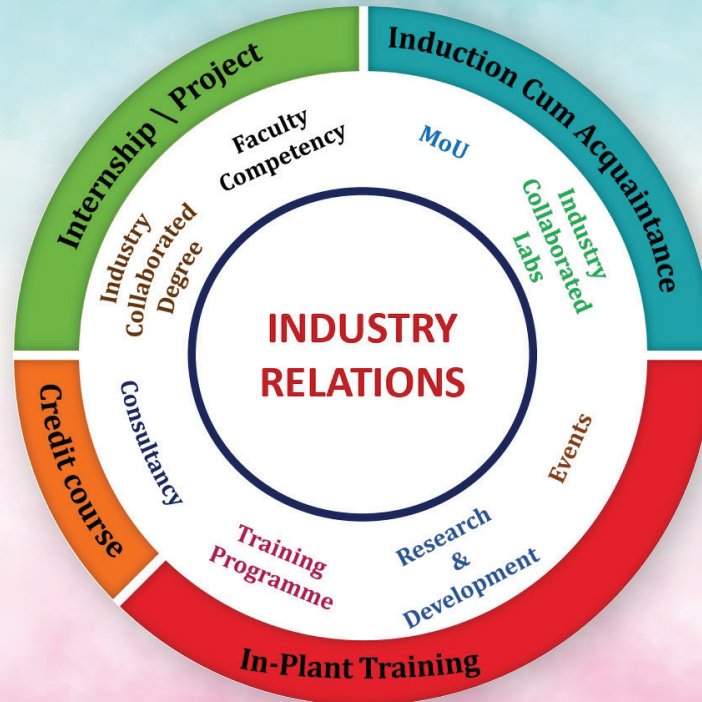 Internship \ Project
Induction Cum Acquaintance
Faculty
Competency
MoU
Industry
Collaborated
Labs
Industry
Collaborated
Degree
INDUSTRY
RELATIONS
Credit course
Consultancy
Events
Training
Programme
Research
&
Development
In-Plant Training